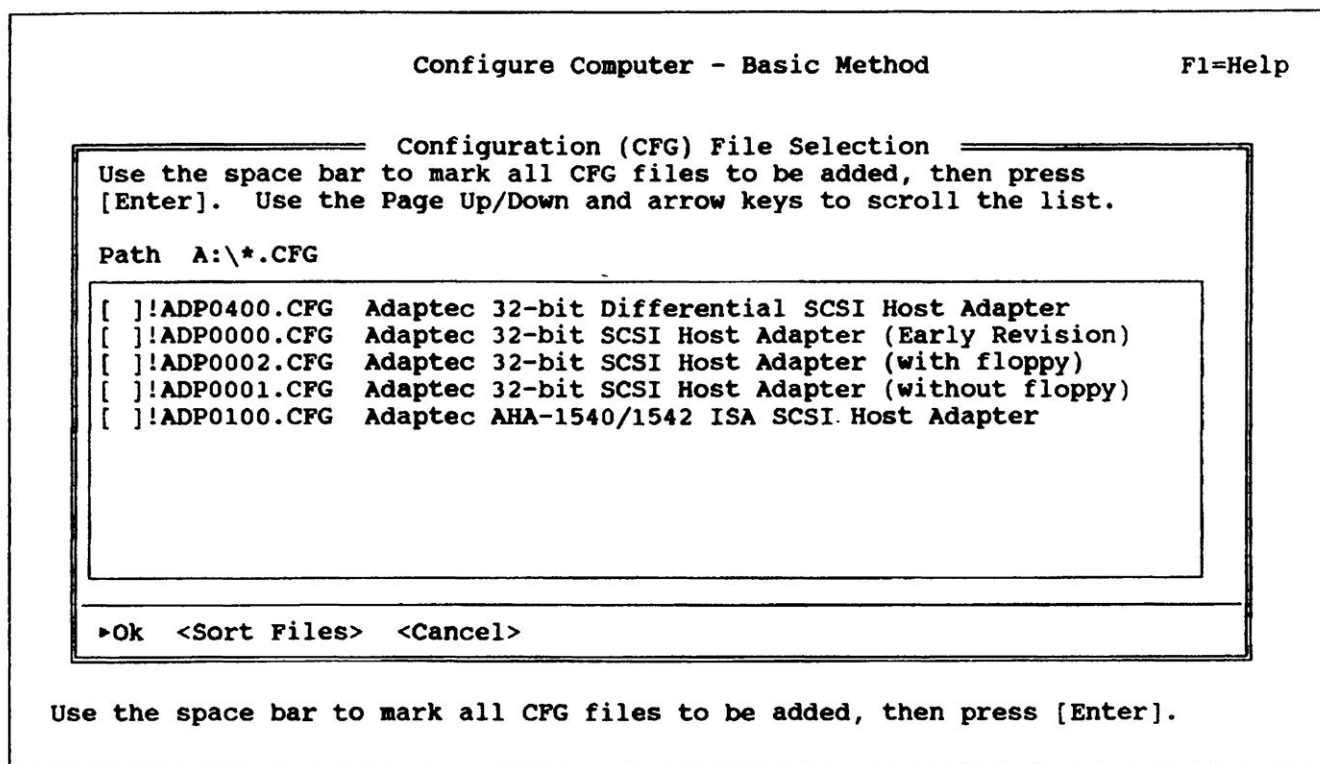 Configure Computer - Basic Method F1=Help
Configuration (CFG) File Selection
Use the space bar to mark all CFG files to be added, then press
[Enter]. Use the Page Up/Down and arrow keys to scroll the list.
Path A:\*.CFG
[ ]!ADP0400.CFG Adaptec 32-bit Differential SCSI Host Adapter
[ ]!ADP0000.CFG Adaptec 32-bit SCSI Host Adapter (Early Revision)
[ ]!ADP0002.CFG Adaptec 32-bit SCSI Host Adapter (with floppy)
[ ]!ADP0001.CFG Adaptec 32-bit SCSI Host Adapter (without floppy)
[ ]!ADP0100.CFG Adaptec AHA-1540/1542 ISA SCSI Host Adapter
►Ok <Sort Files> <Cancel>
Use the space bar to mark all CFG files to be added, then press [Enter].